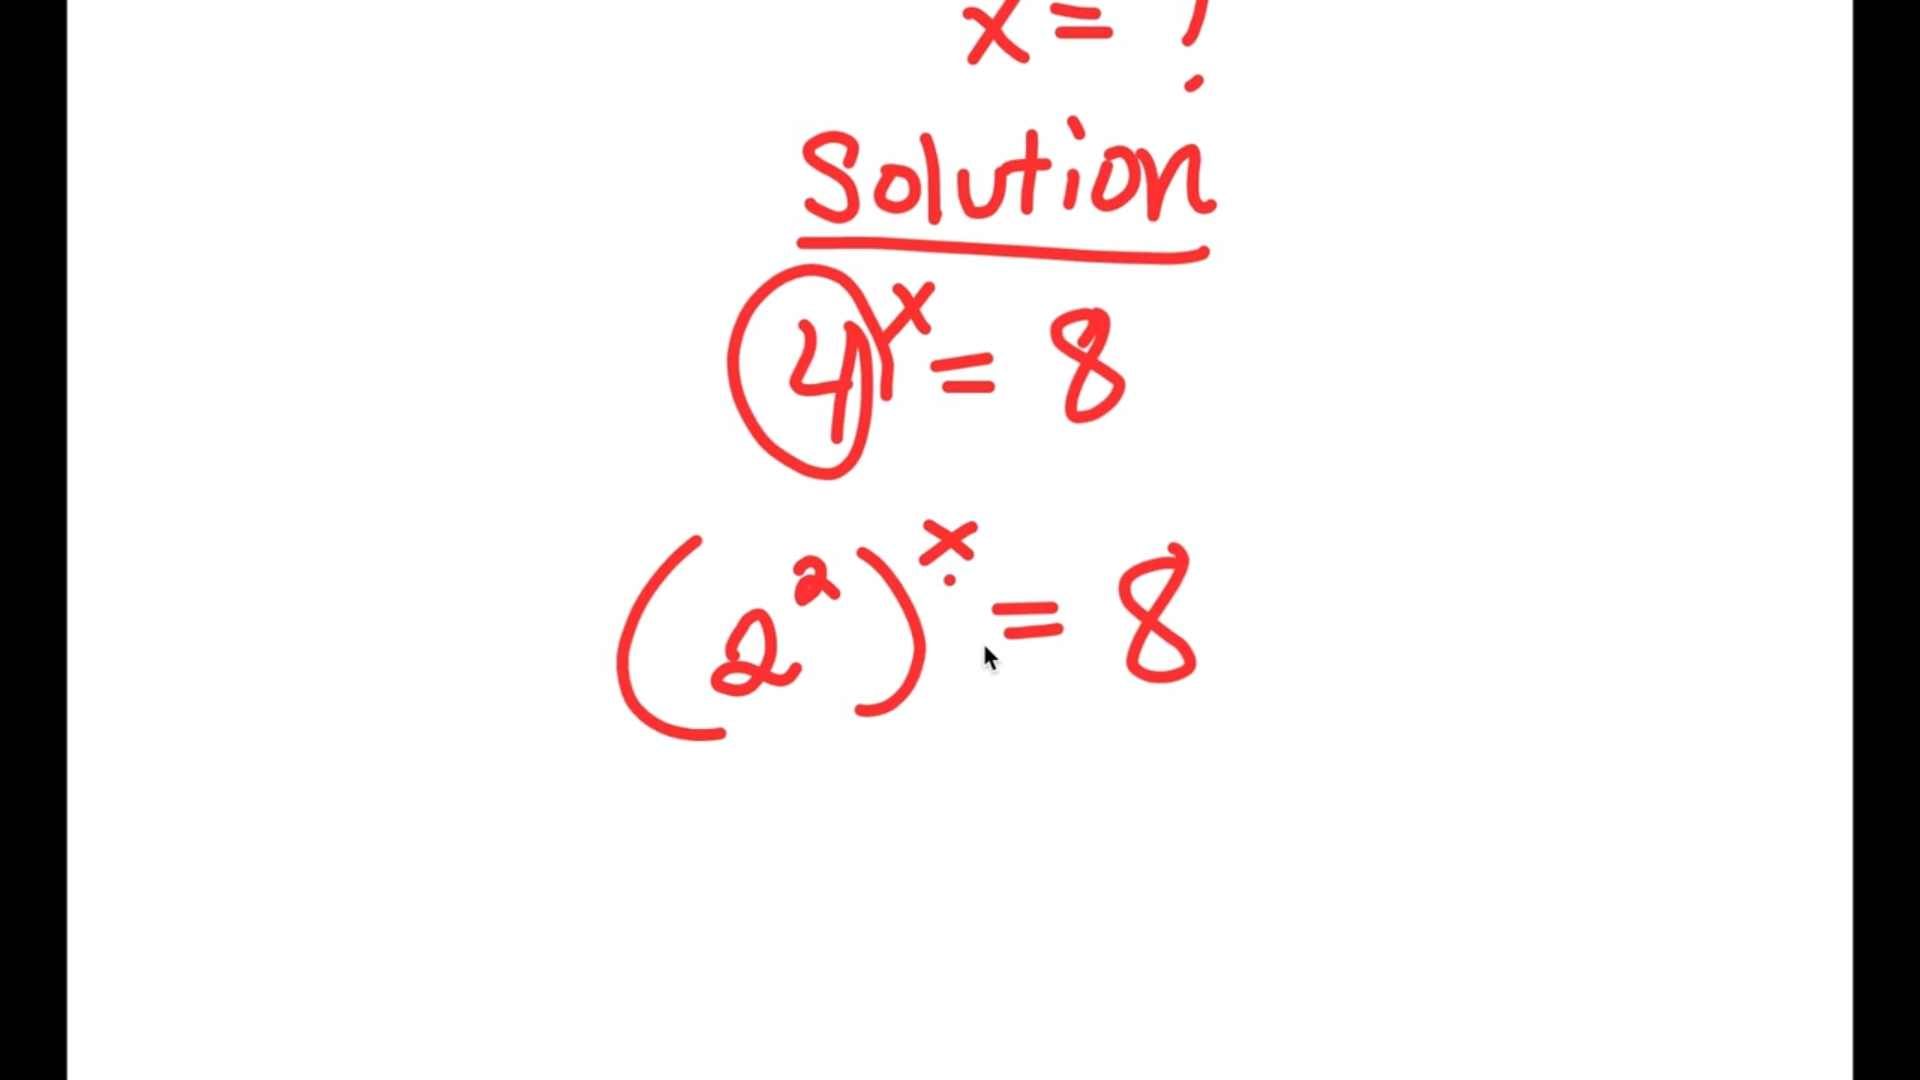 x = ?
Solution
4^x = 8
(2^2)^x = 8